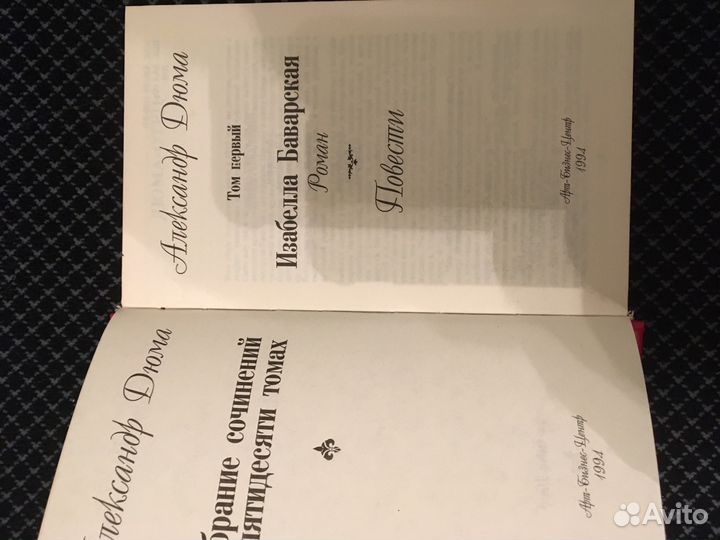 Александр Дюма
брание сочинений
пятидесяти томах
Арт-Бизнес-Центр
1994
Александр Дюма
Том первый
Изабелла Баварская
Роман
Повести
Арт-Бизнес-Центр
1994
Avito